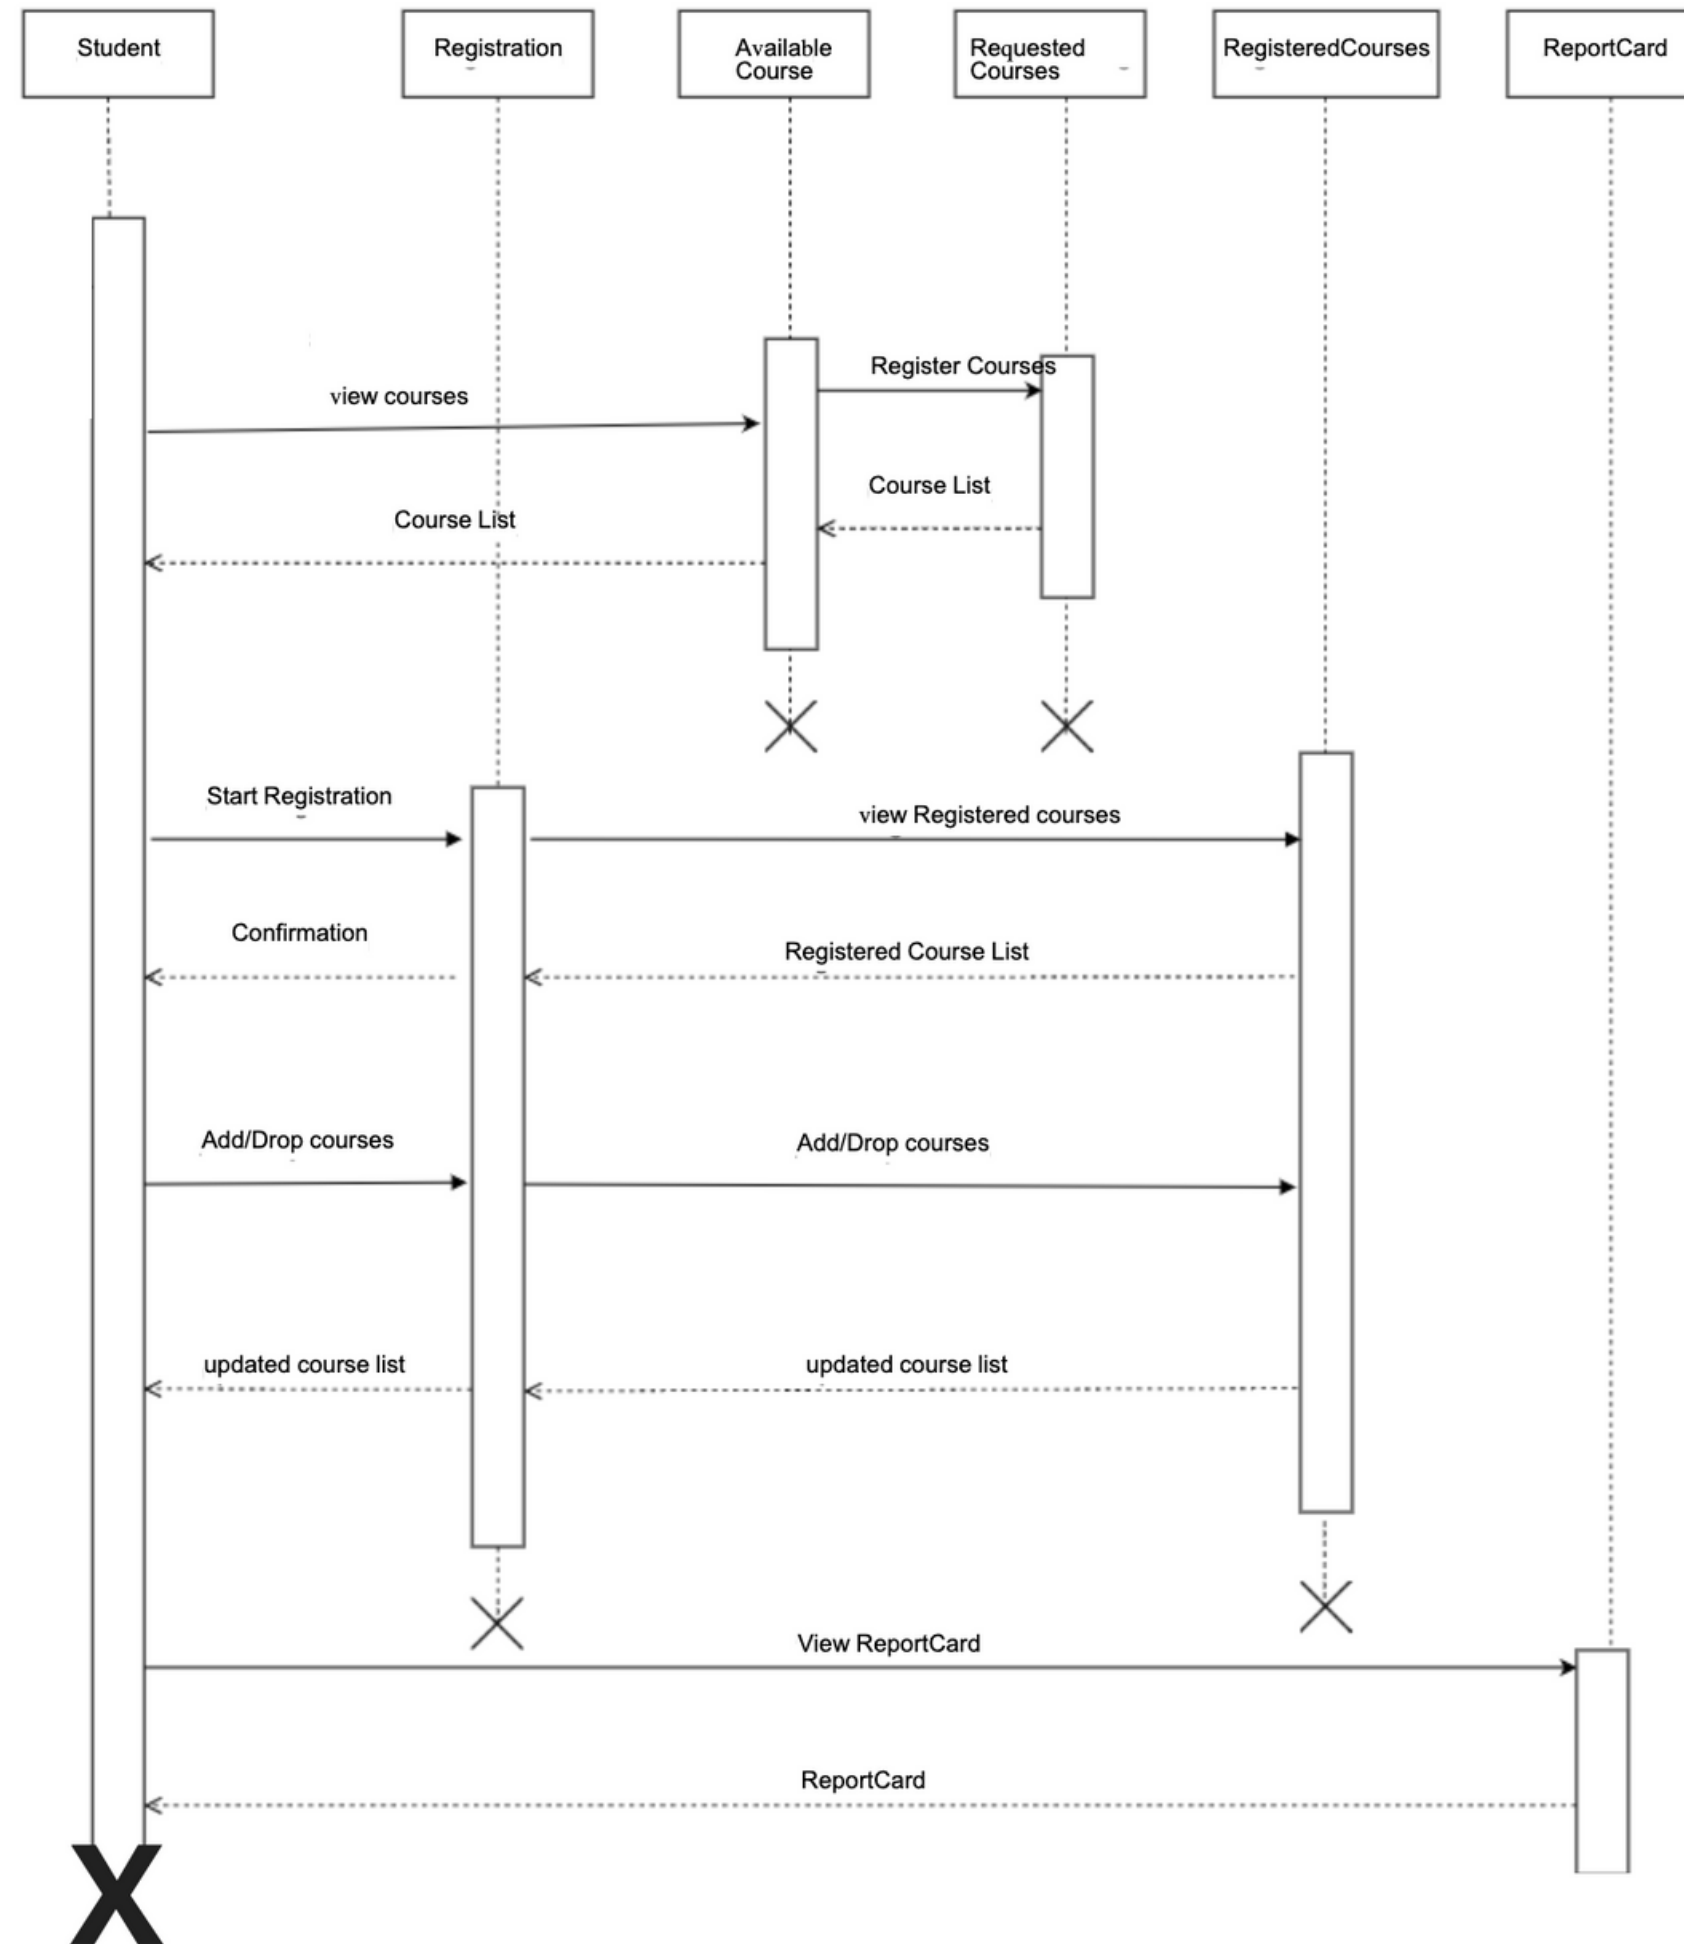 Student
Registration
Available
Course
Requested
Courses
RegisteredCourses
ReportCard
Register Courses
view courses
Course List
Course List
Start Registration
view Registered courses
Confirmation
Registered Course List
Add/Drop courses
Add/Drop courses
updated course list
updated course list
View ReportCard
ReportCard
X